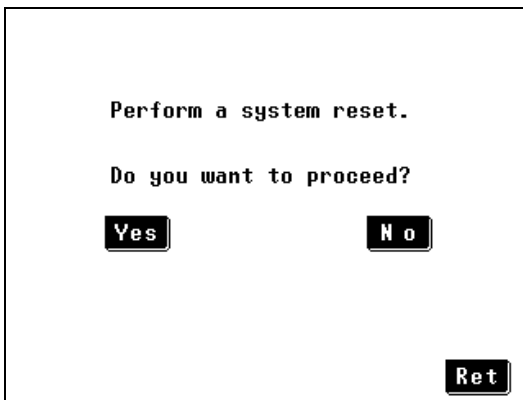 Perform a system reset.
Do you want to proceed?
Yes No
Ret